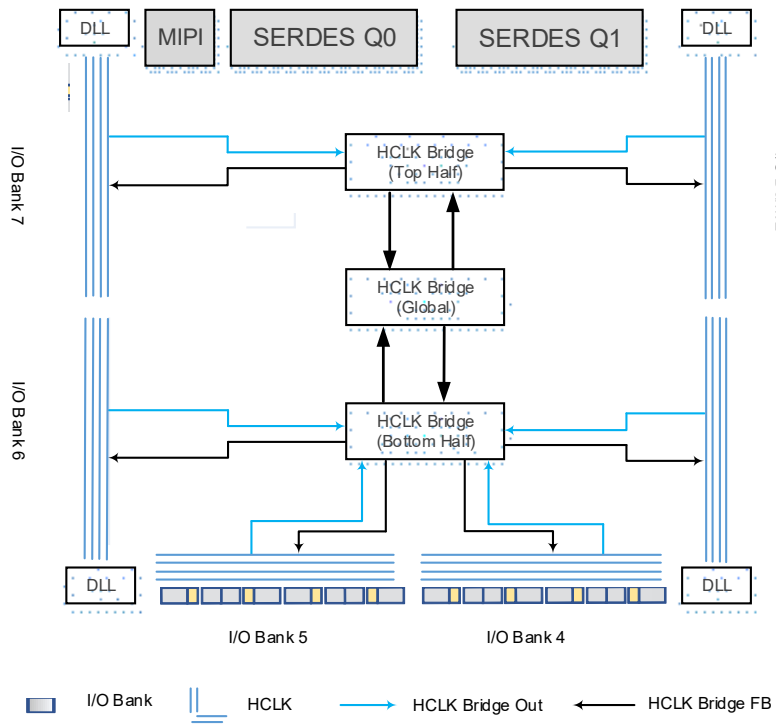 DLL
MIPI
SERDES Q0
SERDES Q1
DLL
I/O Bank 7
HCLK Bridge
(Top Half)
HCLK Bridge
(Global)
I/O Bank 6
HCLK Bridge
(Bottom Half)
DLL
DLL
I/O Bank 5
I/O Bank 4
I/O Bank
HCLK
HCLK Bridge Out
HCLK Bridge FB